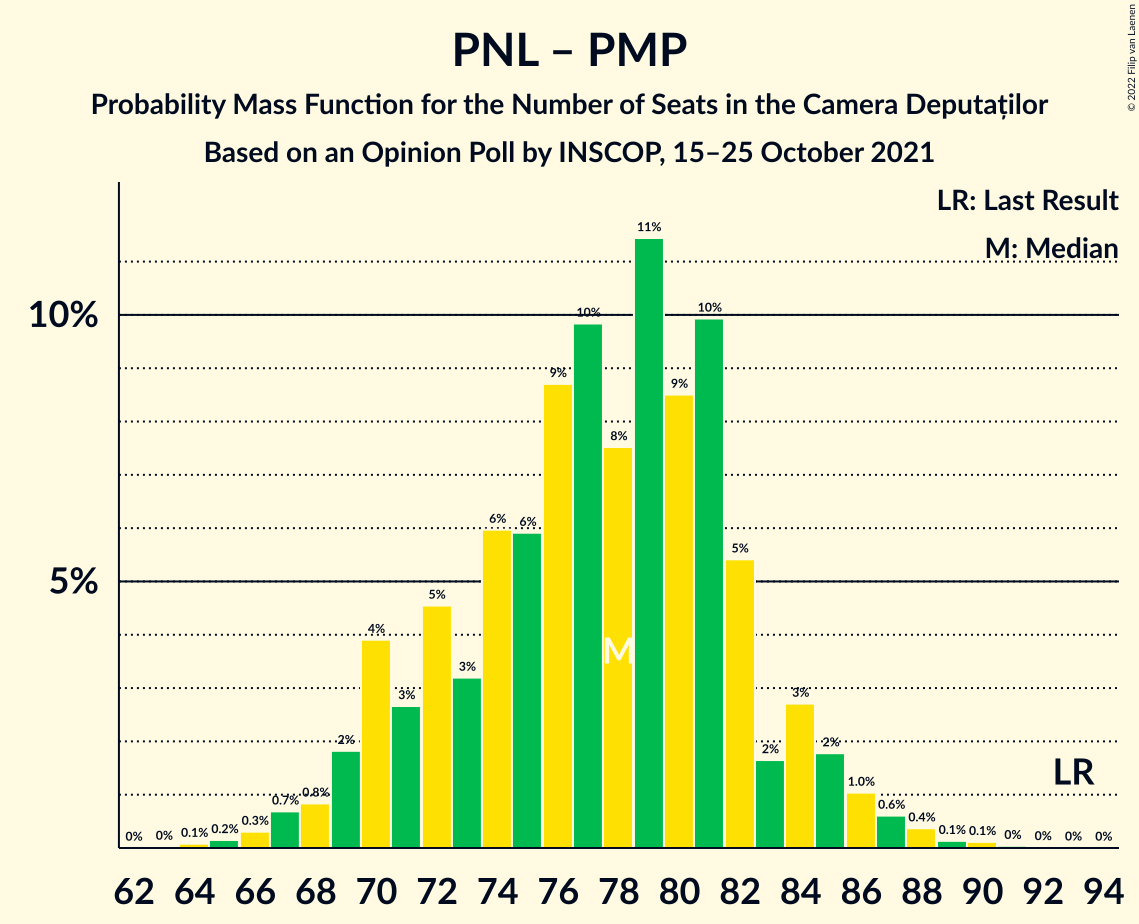 PNL – PMP
Probability Mass Function for the Number of Seats in the Camera Deputaților
Based on an Opinion Poll by INSCOP, 15–25 October 2021
© 2022 Filip van Laenen
LR: Last Result
M: Median
10%
5%
0% 0% 0.1% 0.2% 0.3% 0.7% 0.8% 2% 4% 3% 5% 3% 6% 6% 9% 10% 8% 11% 9% 10% 5% 2% 3% 2% 1.0% 0.6% 0.4% 0.1% 0.1% 0% 0% 0% 0%
M
LR
62 64 66 68 70 72 74 76 78 80 82 84 86 88 90 92 94